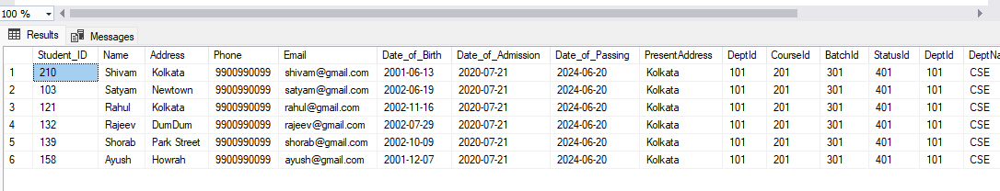 100 %
Results Messages
Student_ID Name Address Phone Email Date_of_Birth Date_of_Admission Date_of_Passing PresentAddress DeptId CourseId BatchId StatusId DeptId DeptNa
1 210 Shivam Kolkata 9900990099 shivam@gmail.com 2001-06-13 2020-07-21 2024-06-20 Kolkata 101 201 301 401 101 CSE
2 103 Satyam Newtown 9900990099 satyam@gmail.com 2002-06-19 2020-07-21 2024-06-20 Kolkata 101 201 301 401 101 CSE
3 121 Rahul Kolkata 9900990099 rahul@gmail.com 2002-11-16 2020-07-21 2024-06-20 Kolkata 101 201 301 401 101 CSE
4 132 Rajeev DumDum 9900990099 rajeev@gmail.com 2002-07-29 2020-07-21 2024-06-20 Kolkata 101 201 301 401 101 CSE
5 139 Shorab Park Street 9900990099 shorab@gmail.com 2002-10-09 2020-07-21 2024-06-20 Kolkata 101 201 301 401 101 CSE
6 158 Ayush Howrah 9900990099 ayush@gmail.com 2001-12-07 2020-07-21 2024-06-20 Kolkata 101 201 301 401 101 CSE